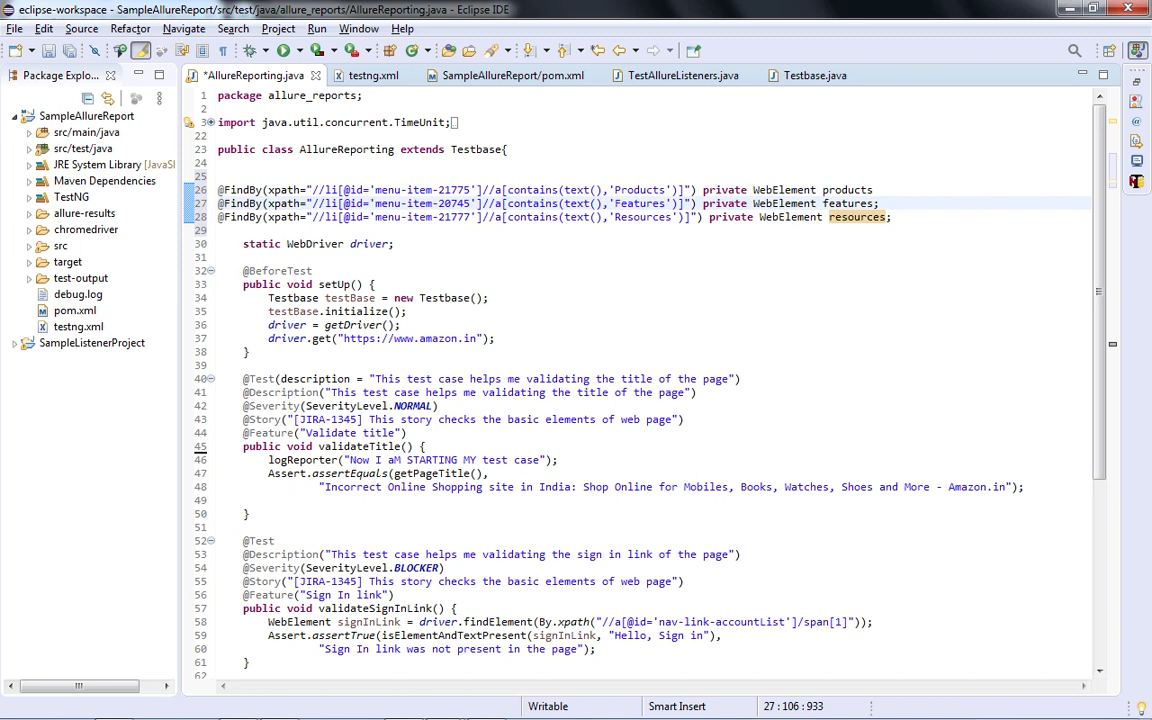 eclipse-workspace - SampleAllureReport/src/test/java/allure_reports/AllureReporting.java - Eclipse IDE
File Edit Source Refactor Navigate Search Project Run Window Help
Package Explo...
*AllureReporting.java
testng.xml
SampleAllureReport/pom.xml
TestAllureListeners.java
Testbase.java
SampleAllureReport
src/main/java
src/test/java
JRE System Library [JavaS
Maven Dependencies
TestNG
allure-results
chromedriver
src
target
test-output
debug.log
pom.xml
testng.xml
SampleListenerProject
1 package allure_reports;
2
3 import java.util.concurrent.TimeUnit;
22
23 public class AllureReporting extends Testbase{
24
25
26 @FindBy(xpath="//li[@id='menu-item-21775']//a[contains(text(),'Products')]") private WebElement products
27 @FindBy(xpath="//li[@id='menu-item-20745']//a[contains(text(),'Features')]") private WebElement features;
28 @FindBy(xpath="//li[@id='menu-item-21777']//a[contains(text(),'Resources')]") private WebElement resources;
29
30 static WebDriver driver;
31
32 @BeforeTest
33 public void setUp() {
34 Testbase testBase = new Testbase();
35 testBase.initialize();
36 driver = getDriver();
37 driver.get("https://www.amazon.in");
38 }
39
40 @Test(description = "This test case helps me validating the title of the page")
41 @Description("This test case helps me validating the title of the page")
42 @Severity(SeverityLevel.NORMAL)
43 @Story("[JIRA-1345] This story checks the basic elements of web page")
44 @Feature("Validate title")
45 public void validateTitle() {
46 logReporter("Now I aM STARTING MY test case");
47 Assert.assertEquals(getPageTitle(),
48 "Incorrect Online Shopping site in India: Shop Online for Mobiles, Books, Watches, Shoes and More - Amazon.in");
49
50 }
51
52 @Test
53 @Description("This test case helps me validating the sign in link of the page")
54 @Severity(SeverityLevel.BLOCKER)
55 @Story("[JIRA-1345] This story checks the basic elements of web page")
56 @Feature("Sign In link")
57 public void validateSignInLink() {
58 WebElement signInLink = driver.findElement(By.xpath("//a[@id='nav-link-accountList']/span[1]"));
59 Assert.assertTrue(isElementAndTextPresent(signInLink, "Hello, Sign in"),
60 "Sign In link was not present in the page");
61 }
62
Writable Smart Insert 27 : 106 : 933